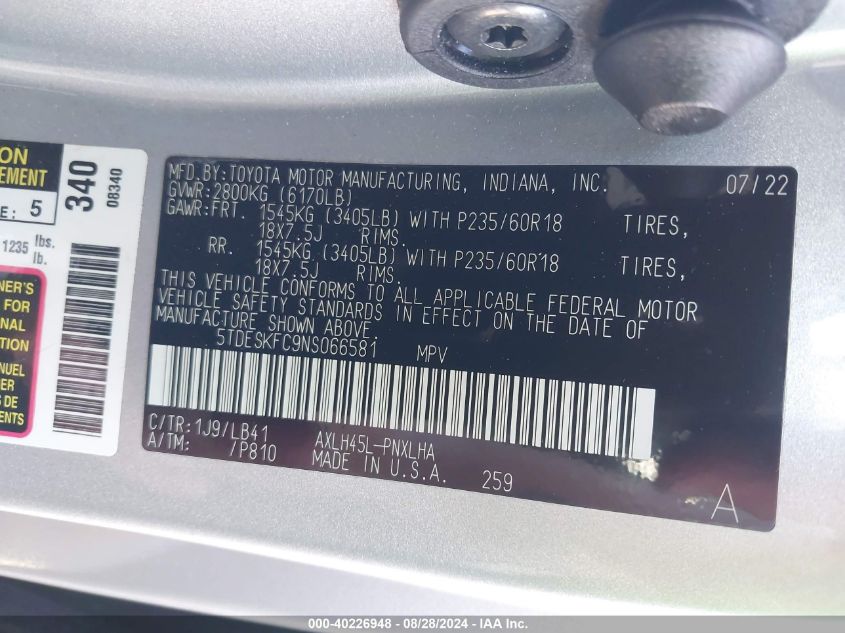 ON
EMENT
E: 5
340
08340
1235 lbs.
lb.
NER'S
FOR
ONAL
ON
NUEL
DE
ENTS
MFD.BY:TOYOTA MOTOR MANUFACTURING, INDIANA, INC. 07/22
GVWR:2800KG (6170LB)
GAWR:FRT. 1545KG (3405LB) WITH P235/60R18 TIRES,
18X7.5J RIMS.
RR. 1545KG (3405LB) WITH P235/60R18 TIRES,
18X7.5J RIMS.
THIS VEHICLE CONFORMS TO ALL APPLICABLE FEDERAL MOTOR
VEHICLE SAFETY STANDARDS IN EFFECT ON THE DATE OF
MANUFACTURE SHOWN ABOVE.
5TDESKFC9NS066581 MPV
C/TR:1J9/LB41 AXLH45L-PNXLHA
A/TM: /P810 MADE IN U.S.A. 259
A
000-40226948 - 08/28/2024 - IAAI Inc.